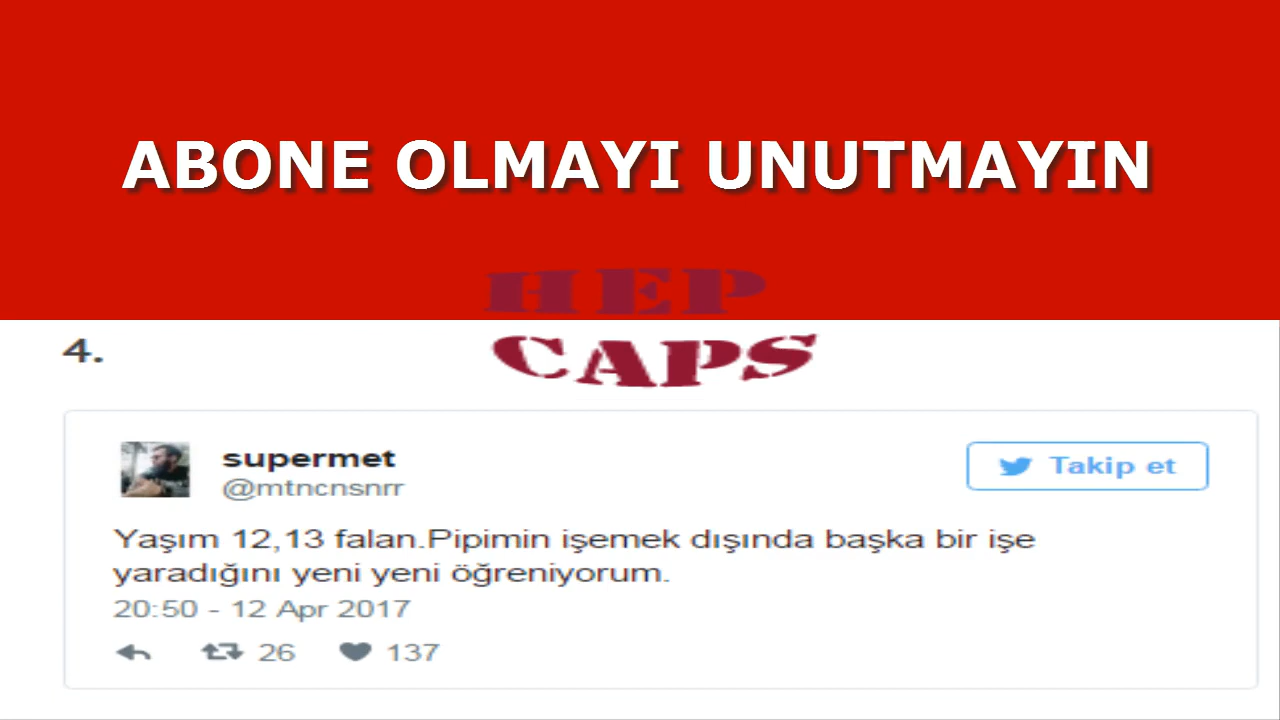 ABONE OLMAYI UNUTMAYIN
HEP
CAPS
4.
supermet
@mtncnsnrr
Takip et
Yaşım 12,13 falan.Pipimin işemek dışında başka bir işe
yaradığını yeni yeni öğreniyorum.
20:50 - 12 Apr 2017
26 137